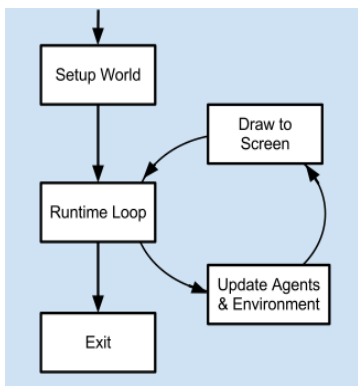 Setup World
Draw to
Screen
Runtime Loop
Update Agents
& Environment
Exit